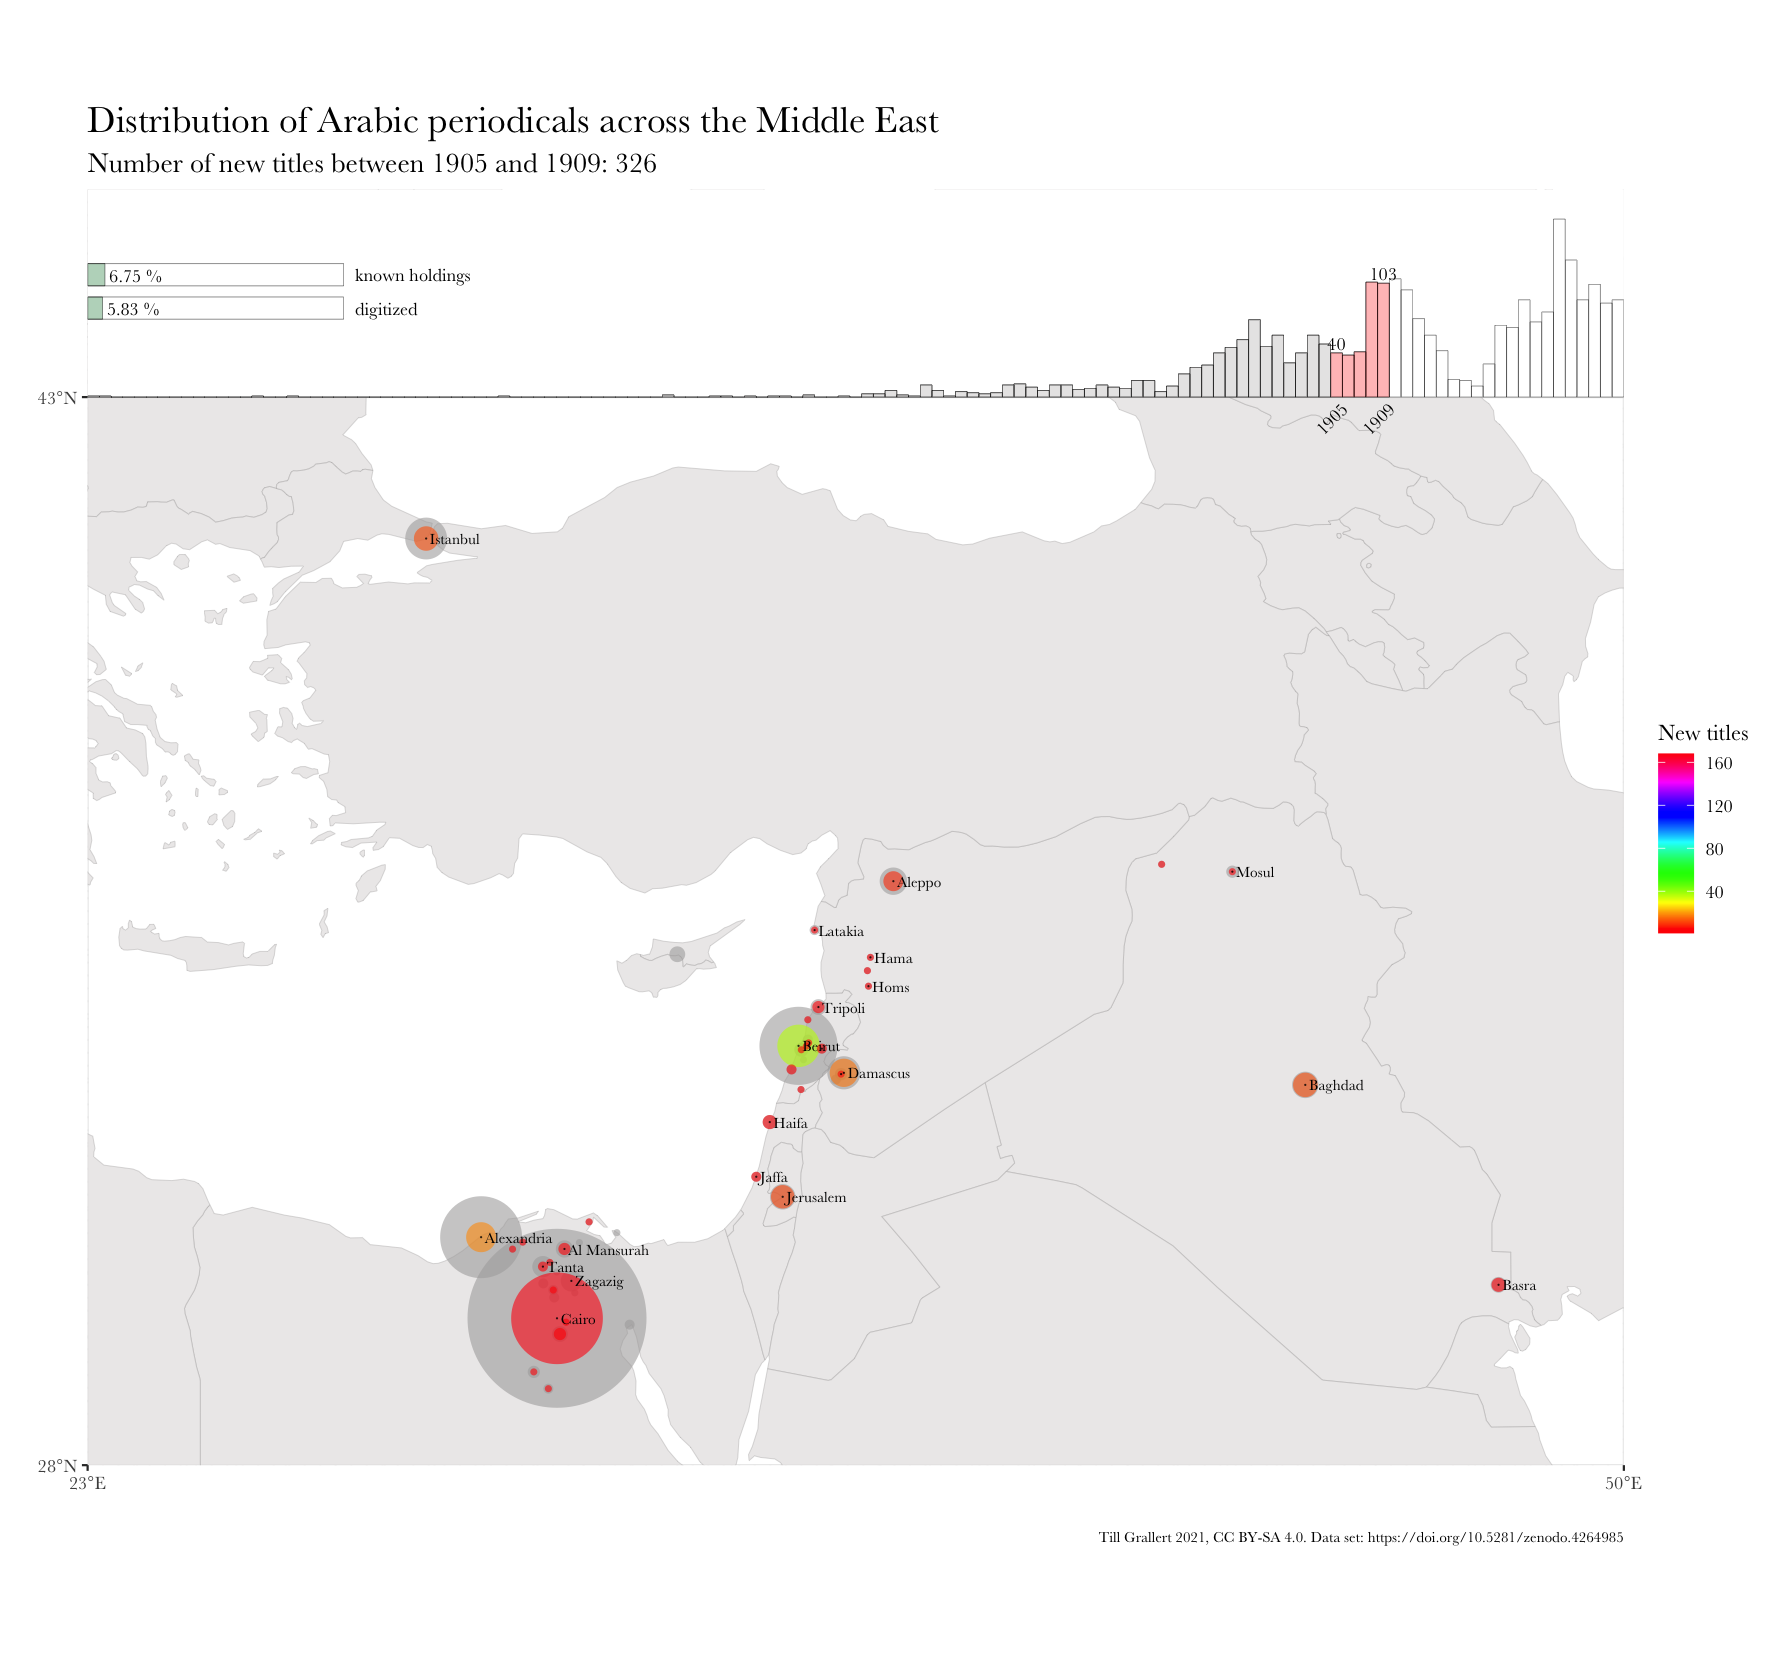 Distribution of Arabic periodicals across the Middle East
Number of new titles between 1905 and 1909: 326
6.75 %
known holdings
5.83 %
digitized
103
40
43°N
1905
1909
Istanbul
New titles
160
120
80
40
Mosul
Aleppo
Latakia
Hama
Homs
Tripoli
Beirut
Damascus
Baghdad
Haifa
Jaffa
Jerusalem
Alexandria
Al Mansurah
Tanta
Zagazig
Basra
Cairo
28°N
23°E
50°E
Till Grallert 2021, CC BY-SA 4.0. Data set: https://doi.org/10.5281/zenodo.4264985